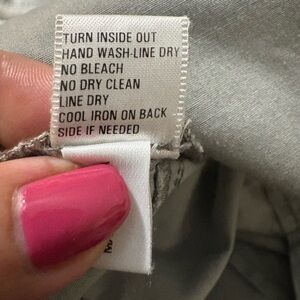 TURN INSIDE OUT
HAND WASH-LINE DRY
NO BLEACH
NO DRY CLEAN
LINE DRY
COOL IRON ON BACK
SIDE IF NEEDED